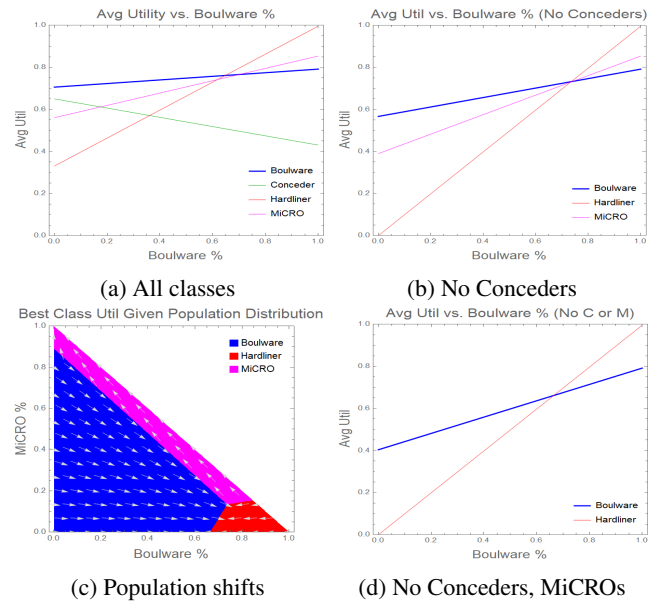 Avg Utility vs. Boulware %
Avg Util
1.0
0.8
0.6
0.4
0.2
0.0
0.0 0.2 0.4 0.6 0.8 1.0
Boulware %
Boulware
Conceder
Hardliner
MiCRO
(a) All classes
Avg Util vs. Boulware % (No Conceders)
Avg Util
1.0
0.8
0.6
0.4
0.2
0.0
0.0 0.2 0.4 0.6 0.8 1.0
Boulware %
Boulware
Hardliner
MiCRO
(b) No Conceders
Best Class Util Given Population Distribution
MiCRO %
1.0
0.8
0.6
0.4
0.2
0.0
0.0 0.2 0.4 0.6 0.8 1.0
Boulware %
Boulware
Hardliner
MiCRO
(c) Population shifts
Avg Util vs. Boulware % (No C or M)
Avg Util
1.0
0.8
0.6
0.4
0.2
0.0
0.0 0.2 0.4 0.6 0.8 1.0
Boulware %
Boulware
Hardliner
(d) No Conceders, MiCROs